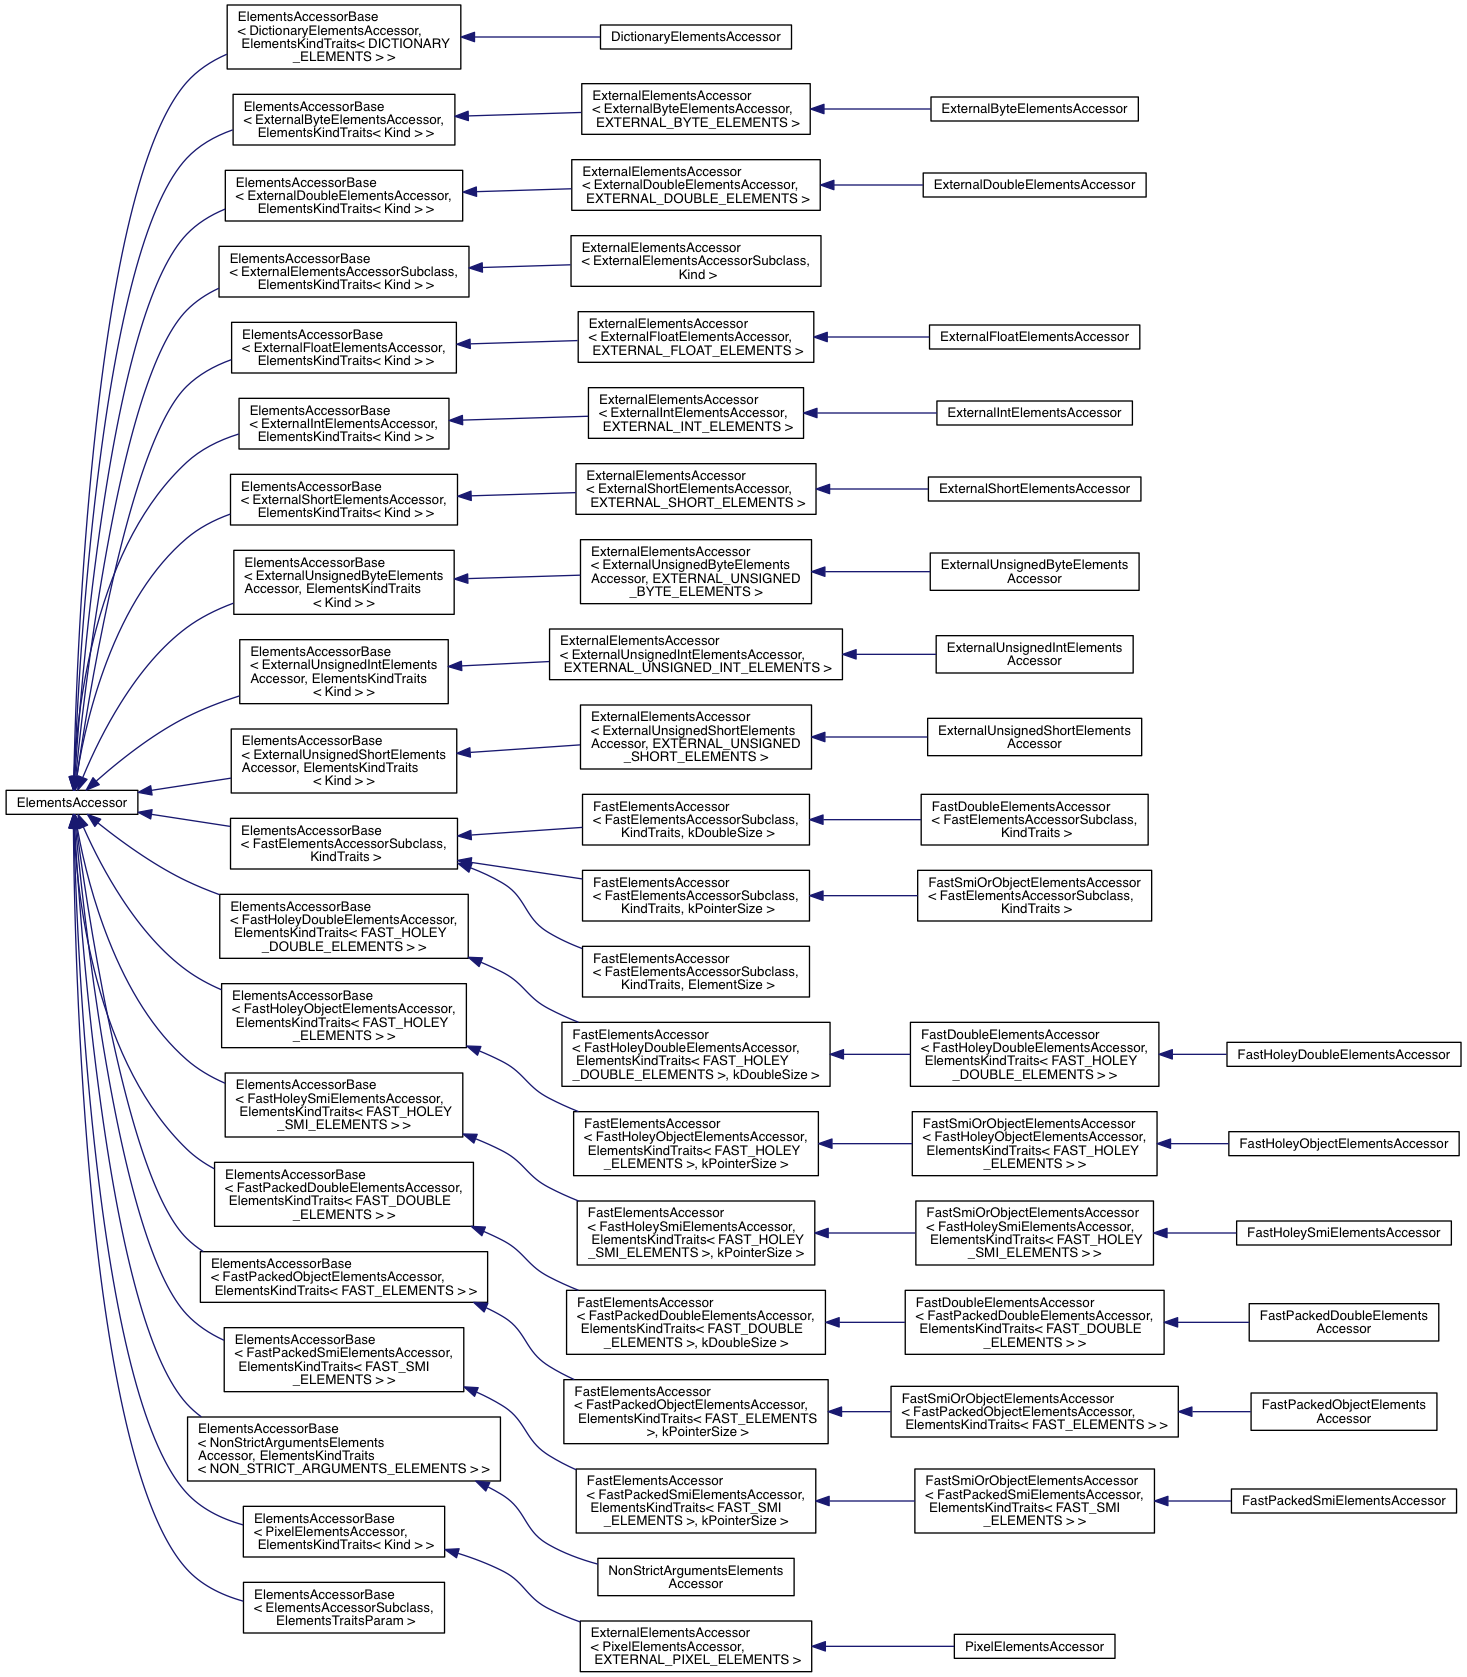 ElementsAccessorBase
< DictionaryElementsAccessor,
ElementsKindTraits< DICTIONARY
_ELEMENTS > >
DictionaryElementsAccessor
ElementsAccessorBase
< ExternalByteElementsAccessor,
ElementsKindTraits< Kind > >
ExternalElementsAccessor
< ExternalByteElementsAccessor,
EXTERNAL_BYTE_ELEMENTS >
ExternalByteElementsAccessor
ElementsAccessorBase
< ExternalDoubleElementsAccessor,
ElementsKindTraits< Kind > >
ExternalElementsAccessor
< ExternalDoubleElementsAccessor,
EXTERNAL_DOUBLE_ELEMENTS >
ExternalDoubleElementsAccessor
ElementsAccessorBase
< ExternalElementsAccessorSubclass,
ElementsKindTraits< Kind > >
ExternalElementsAccessor
< ExternalElementsAccessorSubclass,
Kind >
ElementsAccessorBase
< ExternalFloatElementsAccessor,
ElementsKindTraits< Kind > >
ExternalElementsAccessor
< ExternalFloatElementsAccessor,
EXTERNAL_FLOAT_ELEMENTS >
ExternalFloatElementsAccessor
ElementsAccessorBase
< ExternalIntElementsAccessor,
ElementsKindTraits< Kind > >
ExternalElementsAccessor
< ExternalIntElementsAccessor,
EXTERNAL_INT_ELEMENTS >
ExternalIntElementsAccessor
ElementsAccessorBase
< ExternalShortElementsAccessor,
ElementsKindTraits< Kind > >
ExternalElementsAccessor
< ExternalShortElementsAccessor,
EXTERNAL_SHORT_ELEMENTS >
ExternalShortElementsAccessor
ElementsAccessorBase
< ExternalUnsignedByteElements
Accessor, ElementsKindTraits
< Kind > >
ExternalElementsAccessor
< ExternalUnsignedByteElements
Accessor, EXTERNAL_UNSIGNED
_BYTE_ELEMENTS >
ExternalUnsignedByteElements
Accessor
ElementsAccessorBase
< ExternalUnsignedIntElements
Accessor, ElementsKindTraits
< Kind > >
ExternalElementsAccessor
< ExternalUnsignedIntElementsAccessor,
EXTERNAL_UNSIGNED_INT_ELEMENTS >
ExternalUnsignedIntElements
Accessor
ElementsAccessorBase
< ExternalUnsignedShortElements
Accessor, ElementsKindTraits
< Kind > >
ExternalElementsAccessor
< ExternalUnsignedShortElements
Accessor, EXTERNAL_UNSIGNED
_SHORT_ELEMENTS >
ExternalUnsignedShortElements
Accessor
ElementsAccessor
ElementsAccessorBase
< FastElementsAccessorSubclass,
KindTraits >
FastElementsAccessor
< FastElementsAccessorSubclass,
KindTraits, kDoubleSize >
FastDoubleElementsAccessor
< FastElementsAccessorSubclass,
KindTraits >
FastElementsAccessor
< FastElementsAccessorSubclass,
KindTraits, kPointerSize >
FastSmiOrObjectElementsAccessor
< FastElementsAccessorSubclass,
KindTraits >
FastElementsAccessor
< FastElementsAccessorSubclass,
KindTraits, ElementSize >
ElementsAccessorBase
< FastHoleyDoubleElementsAccessor,
ElementsKindTraits< FAST_HOLEY
_DOUBLE_ELEMENTS > >
FastElementsAccessor
< FastHoleyDoubleElementsAccessor,
ElementsKindTraits< FAST_HOLEY
_DOUBLE_ELEMENTS >, kDoubleSize >
FastDoubleElementsAccessor
< FastHoleyDoubleElementsAccessor,
ElementsKindTraits< FAST_HOLEY
_DOUBLE_ELEMENTS > >
FastHoleyDoubleElementsAccessor
ElementsAccessorBase
< FastHoleyObjectElementsAccessor,
ElementsKindTraits< FAST_HOLEY
_ELEMENTS > >
FastElementsAccessor
< FastHoleyObjectElementsAccessor,
ElementsKindTraits< FAST_HOLEY
_ELEMENTS >, kPointerSize >
FastSmiOrObjectElementsAccessor
< FastHoleyObjectElementsAccessor,
ElementsKindTraits< FAST_HOLEY
_ELEMENTS > >
FastHoleyObjectElementsAccessor
ElementsAccessorBase
< FastHoleySmiElementsAccessor,
ElementsKindTraits< FAST_HOLEY
_SMI_ELEMENTS > >
FastElementsAccessor
< FastHoleySmiElementsAccessor,
ElementsKindTraits< FAST_HOLEY
_SMI_ELEMENTS >, kPointerSize >
FastSmiOrObjectElementsAccessor
< FastHoleySmiElementsAccessor,
ElementsKindTraits< FAST_HOLEY
_SMI_ELEMENTS > >
FastHoleySmiElementsAccessor
ElementsAccessorBase
< FastPackedDoubleElementsAccessor,
ElementsKindTraits< FAST_DOUBLE
_ELEMENTS > >
FastElementsAccessor
< FastPackedDoubleElementsAccessor,
ElementsKindTraits< FAST_DOUBLE
_ELEMENTS >, kDoubleSize >
FastDoubleElementsAccessor
< FastPackedDoubleElementsAccessor,
ElementsKindTraits< FAST_DOUBLE
_ELEMENTS > >
FastPackedDoubleElements
Accessor
ElementsAccessorBase
< FastPackedObjectElementsAccessor,
ElementsKindTraits< FAST_ELEMENTS > >
FastElementsAccessor
< FastPackedObjectElementsAccessor,
ElementsKindTraits< FAST_ELEMENTS
>, kPointerSize >
FastSmiOrObjectElementsAccessor
< FastPackedObjectElementsAccessor,
ElementsKindTraits< FAST_ELEMENTS > >
FastPackedObjectElements
Accessor
ElementsAccessorBase
< FastPackedSmiElementsAccessor,
ElementsKindTraits< FAST_SMI
_ELEMENTS > >
FastElementsAccessor
< FastPackedSmiElementsAccessor,
ElementsKindTraits< FAST_SMI
_ELEMENTS >, kPointerSize >
FastSmiOrObjectElementsAccessor
< FastPackedSmiElementsAccessor,
ElementsKindTraits< FAST_SMI
_ELEMENTS > >
FastPackedSmiElementsAccessor
ElementsAccessorBase
< NonStrictArgumentsElements
Accessor, ElementsKindTraits
< NON_STRICT_ARGUMENTS_ELEMENTS > >
NonStrictArgumentsElements
Accessor
ElementsAccessorBase
< PixelElementsAccessor,
ElementsKindTraits< Kind > >
ExternalElementsAccessor
< PixelElementsAccessor,
EXTERNAL_PIXEL_ELEMENTS >
PixelElementsAccessor
ElementsAccessorBase
< ElementsAccessorSubclass,
ElementsTraitsParam >